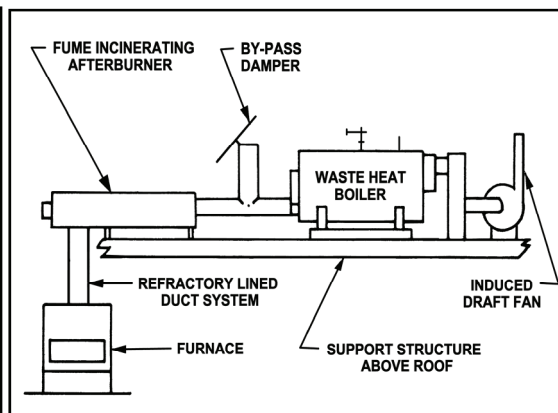 FUME INCINERATING
AFTERBURNER
BY-PASS
DAMPER
WASTE HEAT
BOILER
REFRACTORY LINED
DUCT SYSTEM
INDUCED
DRAFT FAN
FURNACE
SUPPORT STRUCTURE
ABOVE ROOF